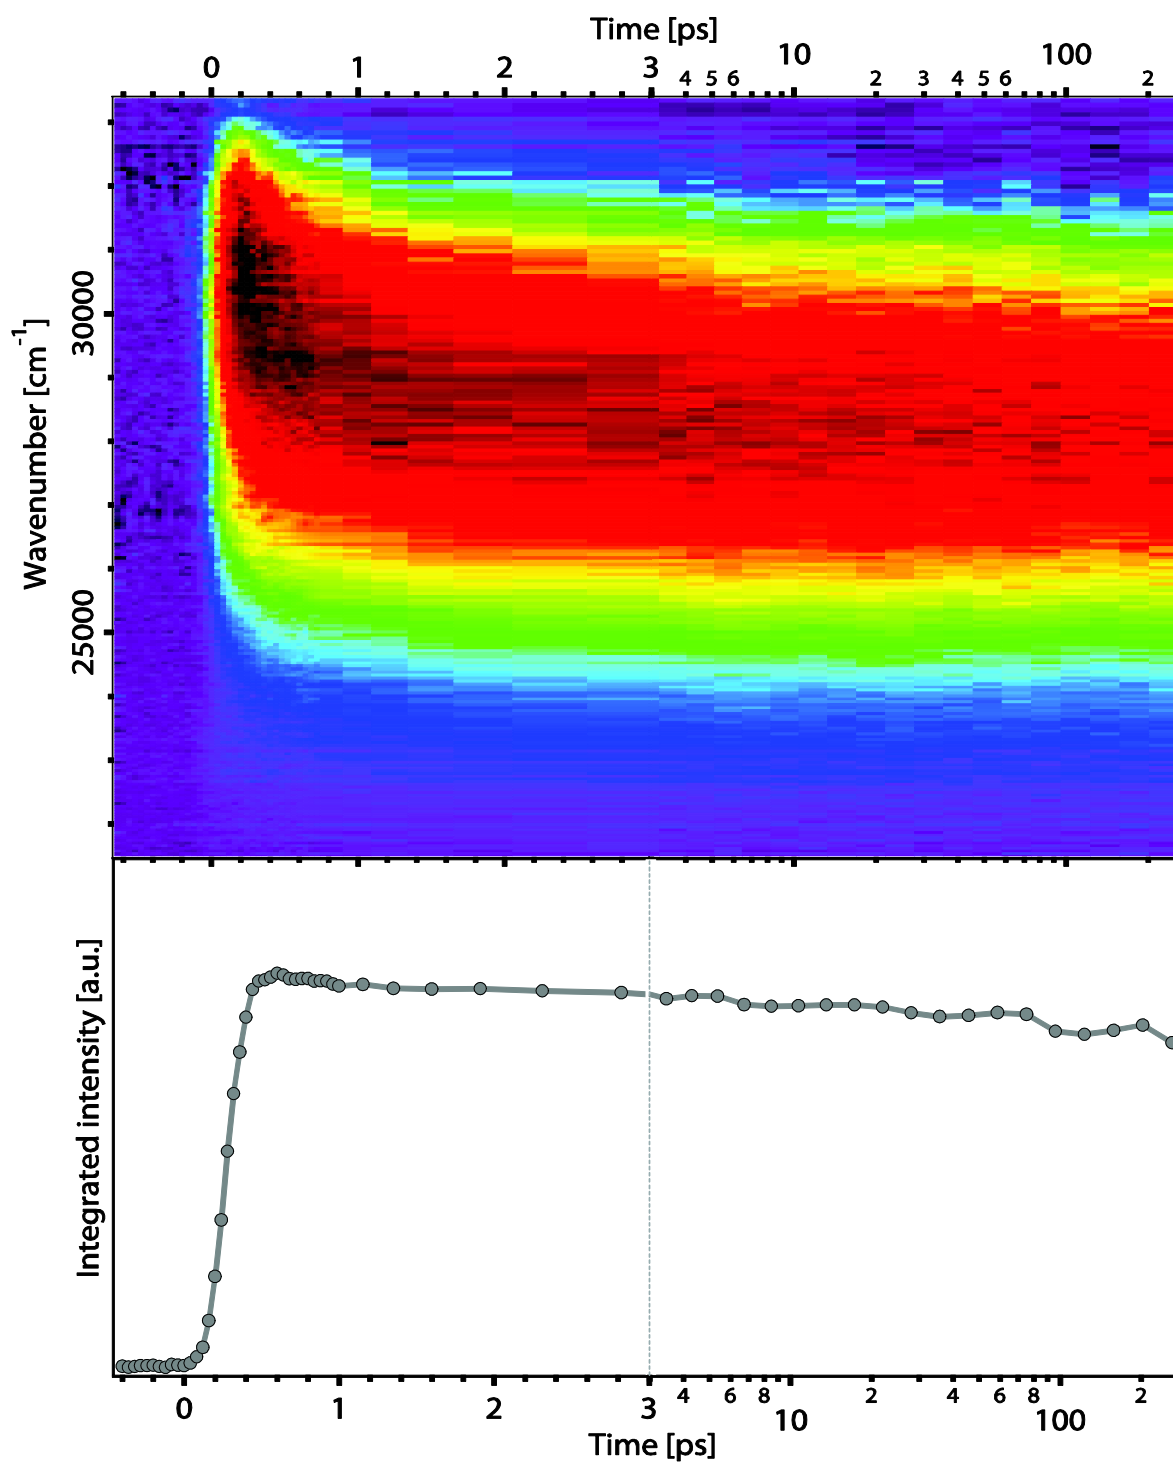 Time [ps]
0 1 2 3 4 5 6 10 2 3 4 5 6 100 2
Wavenumber [cm⁻¹]
30000
25000
Integrated intensity [a.u.]
0 1 2 3 4 6 8 10 2 4 6 8 100 2
Time [ps]